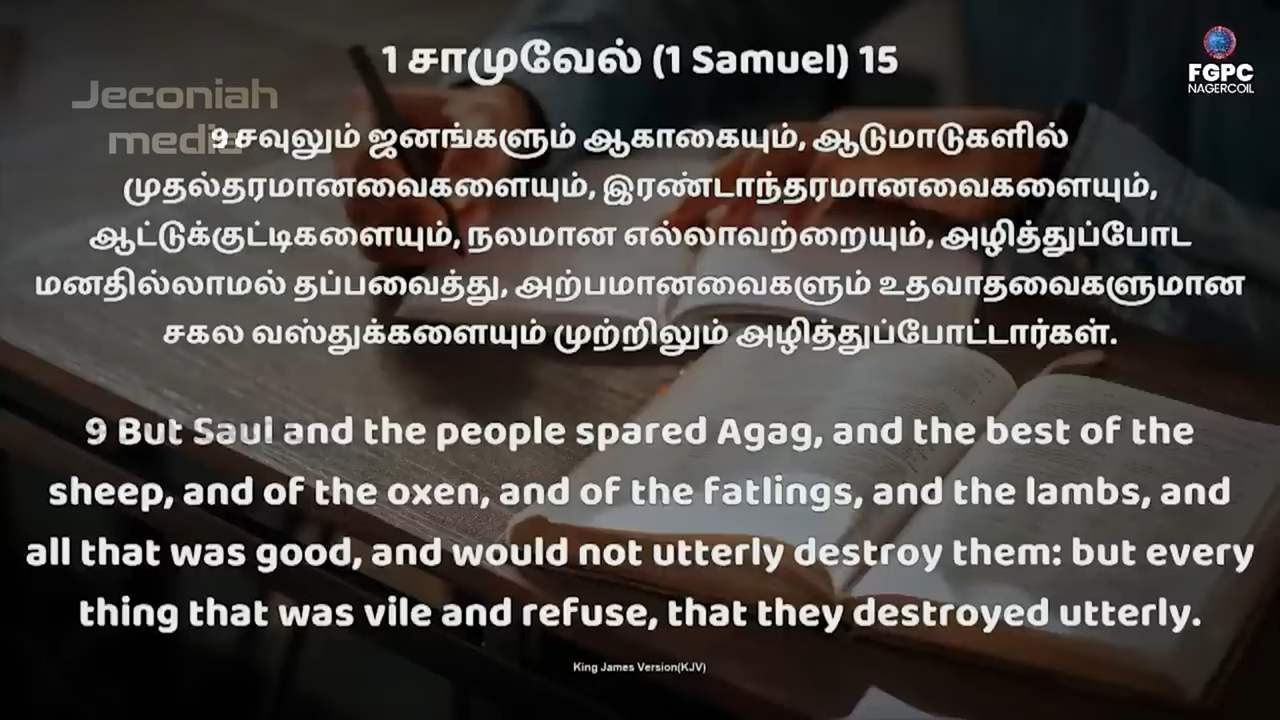 1 சாமுவேல் (1 Samuel) 15
FGPC
NAGERCOIL
Jeconiah
media
9 சவுலும் ஜனங்களும் ஆகாகையும், ஆடுமாடுகளில்
முதல்தரமானவைகளையும், இரண்டாந்தரமானவைகளையும்,
ஆட்டுக்குட்டிகளையும், நலமான எல்லாவற்றையும், அழித்துப்போட
மனதில்லாமல் தப்பவைத்து, அற்பமானவைகளும் உதவாதவைகளுமான
சகல வஸ்துக்களையும் முற்றிலும் அழித்துப்போட்டார்கள்.
9 But Saul and the people spared Agag, and the best of the
sheep, and of the oxen, and of the fatlings, and the lambs, and
all that was good, and would not utterly destroy them: but every
thing that was vile and refuse, that they destroyed utterly.
King James Version(KJV)